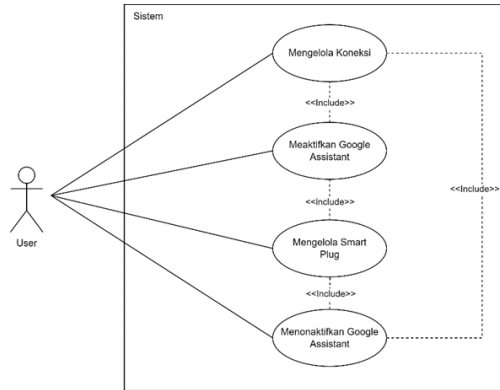 Sistem
Mengelola Koneksi
<<Include>>
Meaktifkan Google
Assistant
<<Include>>
<<include>>
User
Mengelola Smart
Plug
<<Include>>
Menonaktifkan Google
Assistant